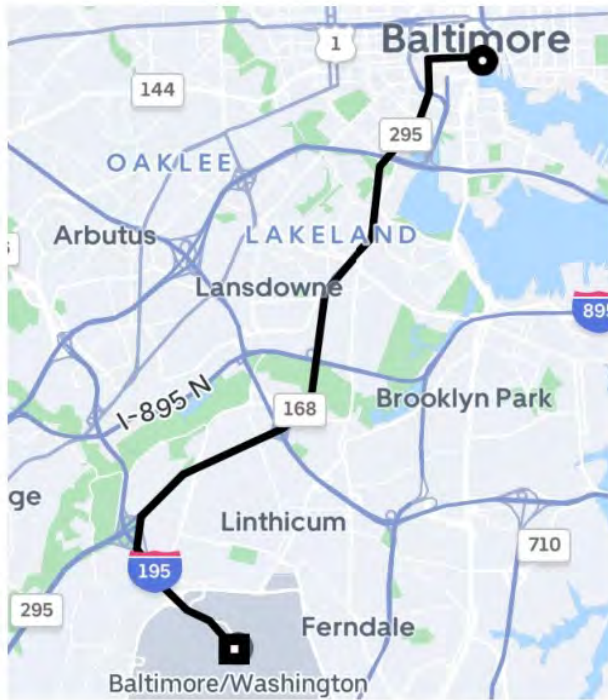 1
Baltimore
144
295
OAKLEE
Arbutus
LAKELAND
Lansdowne
895
I-895 N
168
Brooklyn Park
ge
Linthicum
710
195
295
Ferndale
Baltimore/Washington